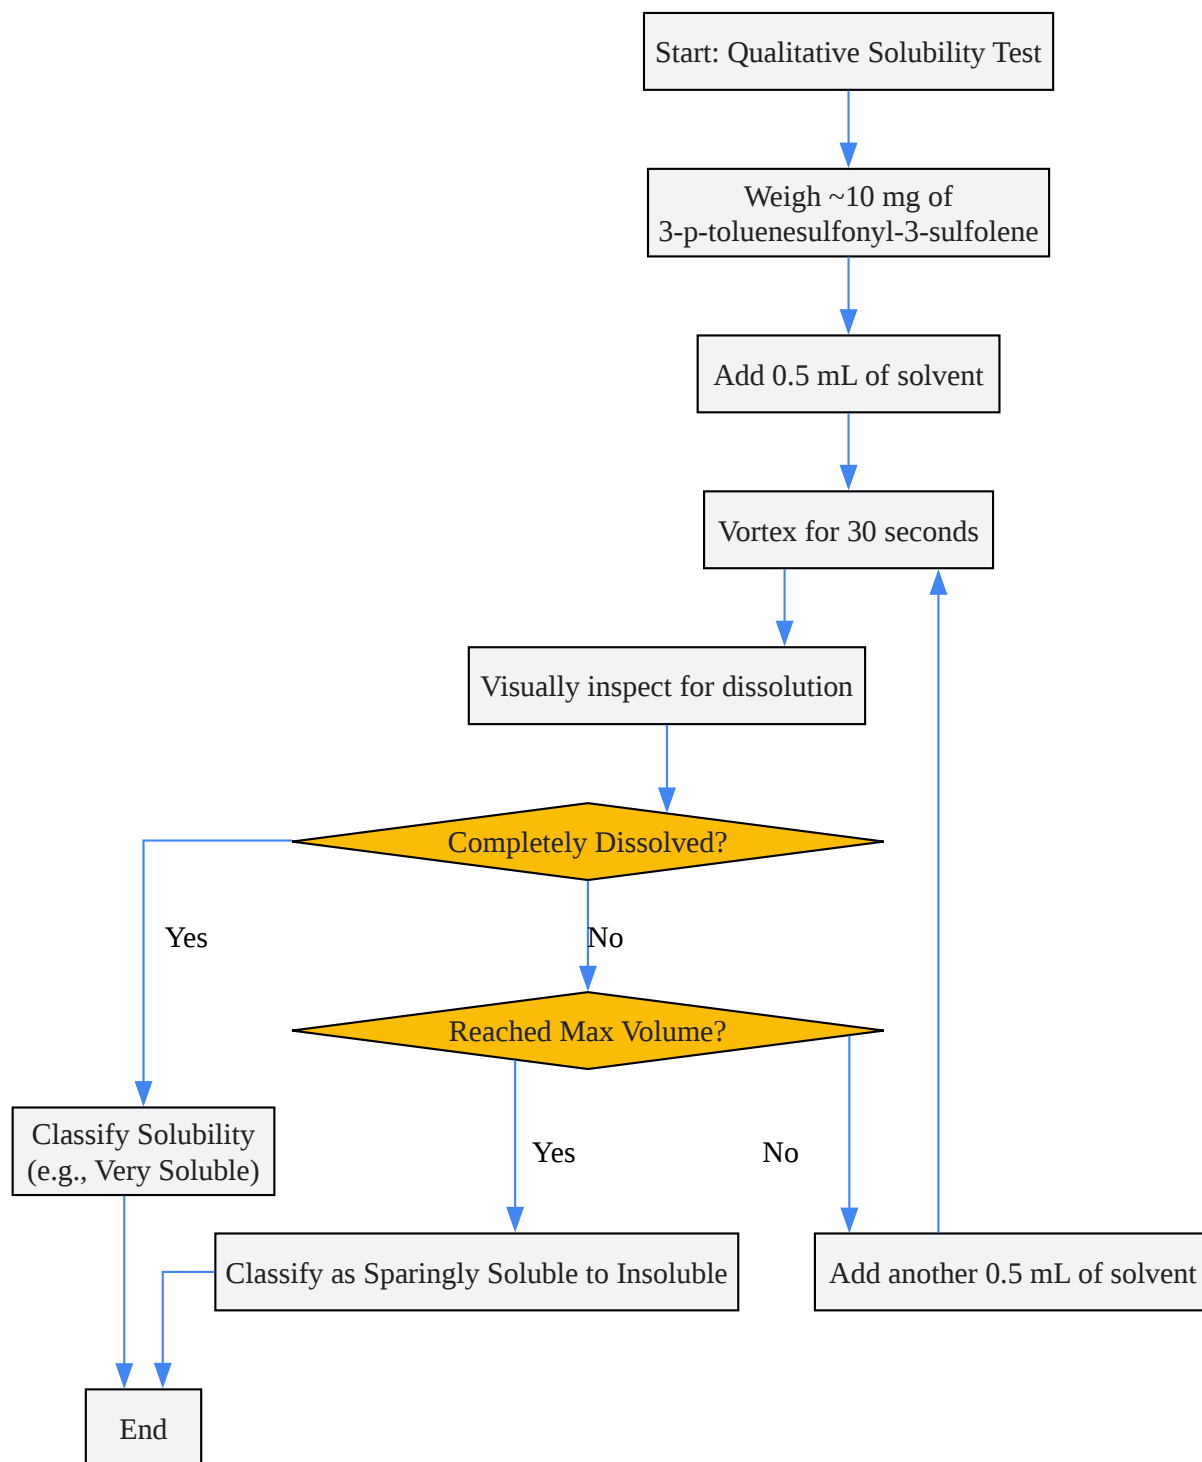 Start: Qualitative Solubility Test
Weigh ~10 mg of
3-p-toluenesulfonyl-3-sulfolene
Add 0.5 mL of solvent
Vortex for 30 seconds
Visually inspect for dissolution
Completely Dissolved?
Yes
No
Reached Max Volume?
Classify Solubility
(e.g., Very Soluble)
Yes
No
Classify as Sparingly Soluble to Insoluble
Add another 0.5 mL of solvent
End